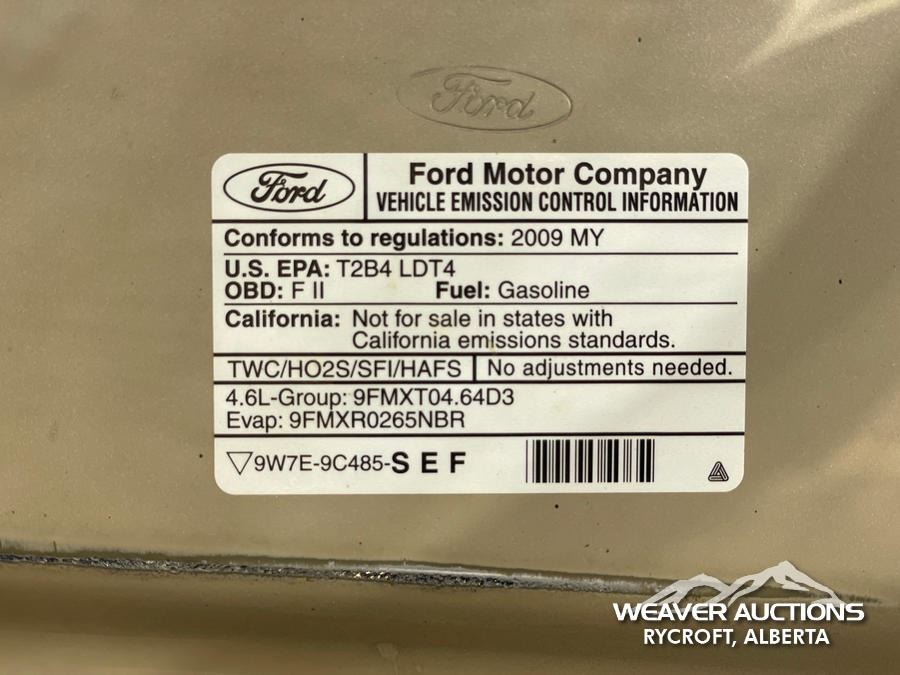 Ford
Ford
Ford Motor Company
VEHICLE EMISSION CONTROL INFORMATION
Conforms to regulations: 2009 MY
U.S. EPA: T2B4 LDT4
OBD: F II Fuel: Gasoline
California: Not for sale in states with
California emissions standards.
TWC/HO2S/SFI/HAFS No adjustments needed.
4.6L-Group: 9FMXT04.64D3
Evap: 9FMXR0265NBR
9W7E-9C485-SEF
WEAVER AUCTIONS
RYCROFT, ALBERTA